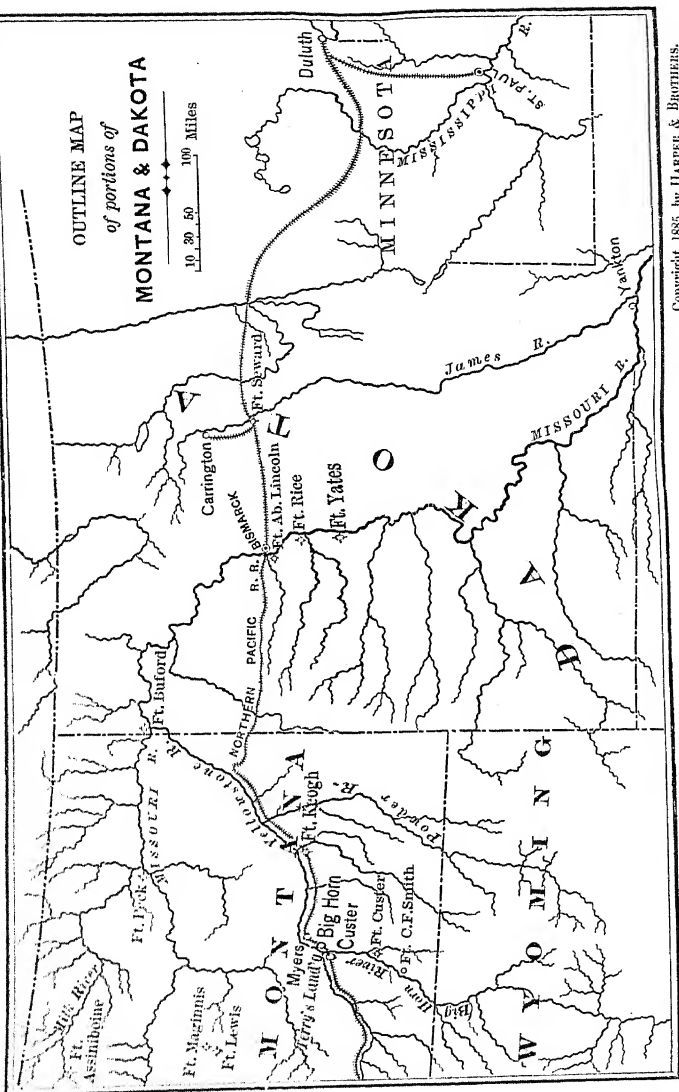 OUTLINE MAP
of portions of
MONTANA & DAKOTA
10 30 50 100 Miles
Duluth
MINNESOTA
MISSISSIPPI
R.
ST. PAUL
Yankton
James R.
MISSOURI R.
DAKOTA
Carrington
Ft. Seward
BISMARCK
Ft. Ab. Lincoln
Ft. Rice
Ft. Yates
NORTHERN PACIFIC R. R.
Ft. Buford
MISSOURI R.
Yellowstone R.
Ft. Peck
Milk River
Ft.
Assiniboine
Ft. Maginnis
Ft. Lewis
MONTANA
Ft. Keogh
Powder R.
Myers
Terry's Land'g
Big Horn
Custer
Ft. Custer
Ft. C.F. Smith
Big Horn River
WYOMING
Copyright, 1885, by HARPER & BROTHERS.